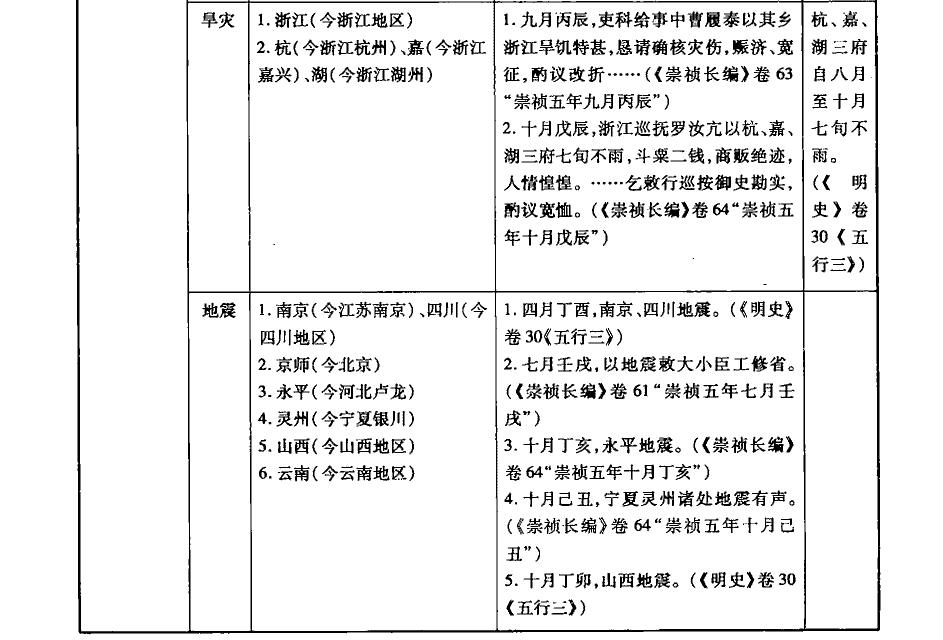 旱灾
1.浙江(今浙江地区)
2.杭(今浙江杭州)、嘉(今浙江
嘉兴)、湖(今浙江湖州)
1.九月丙辰,吏科给事中曹履泰以其乡
浙江旱饥特甚,恳请确核灾伤,赈济、宽
征,酌议改折……(《崇祯长编》卷63
“崇祯五年九月丙辰”)
2.十月戊辰,浙江巡抚罗汝亢以杭、嘉、
湖三府七旬不雨,斗粟二钱,商贩绝迹,
人情惶惶。……乞敕行巡按御史勘实,
酌议宽恤。(《崇祯长编》卷64“崇祯五
年十月戊辰”)
杭、嘉、
湖三府
自八月
至十月
七旬不
雨。
(《明
史》卷
30《五
行三》)
地震
1.南京(今江苏南京)、四川(今
四川地区)
2.京师(今北京)
3.永平(今河北卢龙)
4.灵州(今宁夏银川)
5.山西(今山西地区)
6.云南(今云南地区)
1.四月丁酉,南京、四川地震。(《明史》
卷30《五行三》)
2.七月壬戌,以地震敕大小臣工修省。
(《崇祯长编》卷61“崇祯五年七月壬
戌”)
3.十月丁亥,永平地震。(《崇祯长编》
卷64“崇祯五年十月丁亥”)
4.十月己丑,宁夏灵州诸处地震有声。
(《崇祯长编》卷64“崇祯五年十月己
丑”)
5.十月丁卯,山西地震。(《明史》卷30
《五行三》)